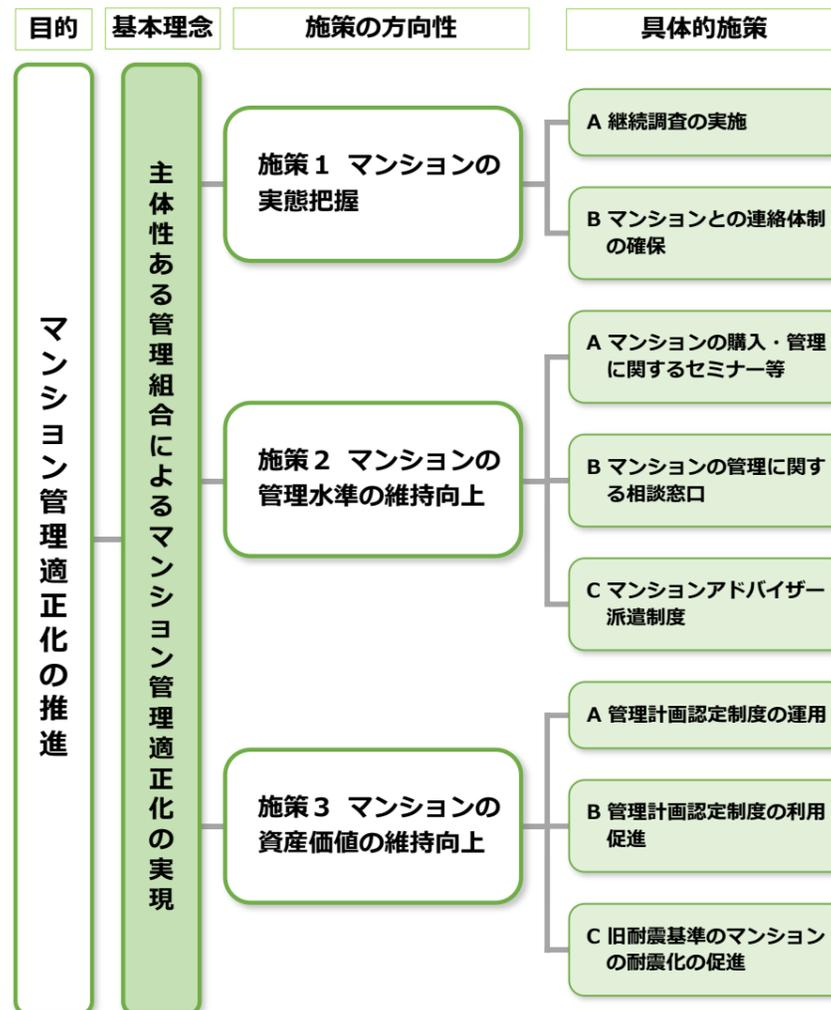 目的
基本理念
施策の方向性
具体的施策
マンション管理適正化の推進
主体性ある管理組合によるマンション管理適正化の実現
施策１ マンションの
実態把握
A 継続調査の実施
B マンションとの連絡体制
の確保
施策２ マンションの
管理水準の維持向上
A マンションの購入・管理
に関するセミナー等
B マンションの管理に関す
る相談窓口
C マンションアドバイザー
派遣制度
施策３ マンションの
資産価値の維持向上
A 管理計画認定制度の運用
B 管理計画認定制度の利用
促進
C 旧耐震基準のマンション
の耐震化の促進